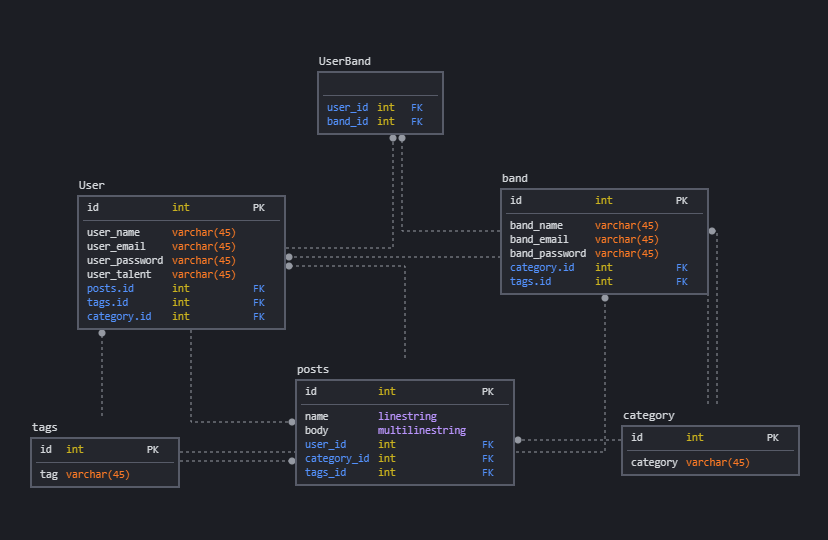 UserBand
user_id int FK
band_id int FK
User
id int PK
user_name varchar(45)
user_email varchar(45)
user_password varchar(45)
user_talent varchar(45)
posts.id int FK
tags.id int FK
category.id int FK
band
id int PK
band_name varchar(45)
band_email varchar(45)
band_password varchar(45)
category.id int FK
tags.id int FK
posts
id int PK
name linestring
body multilinestring
user_id int FK
category_id int FK
tags_id int FK
tags
id int PK
tag varchar(45)
category
id int PK
category varchar(45)